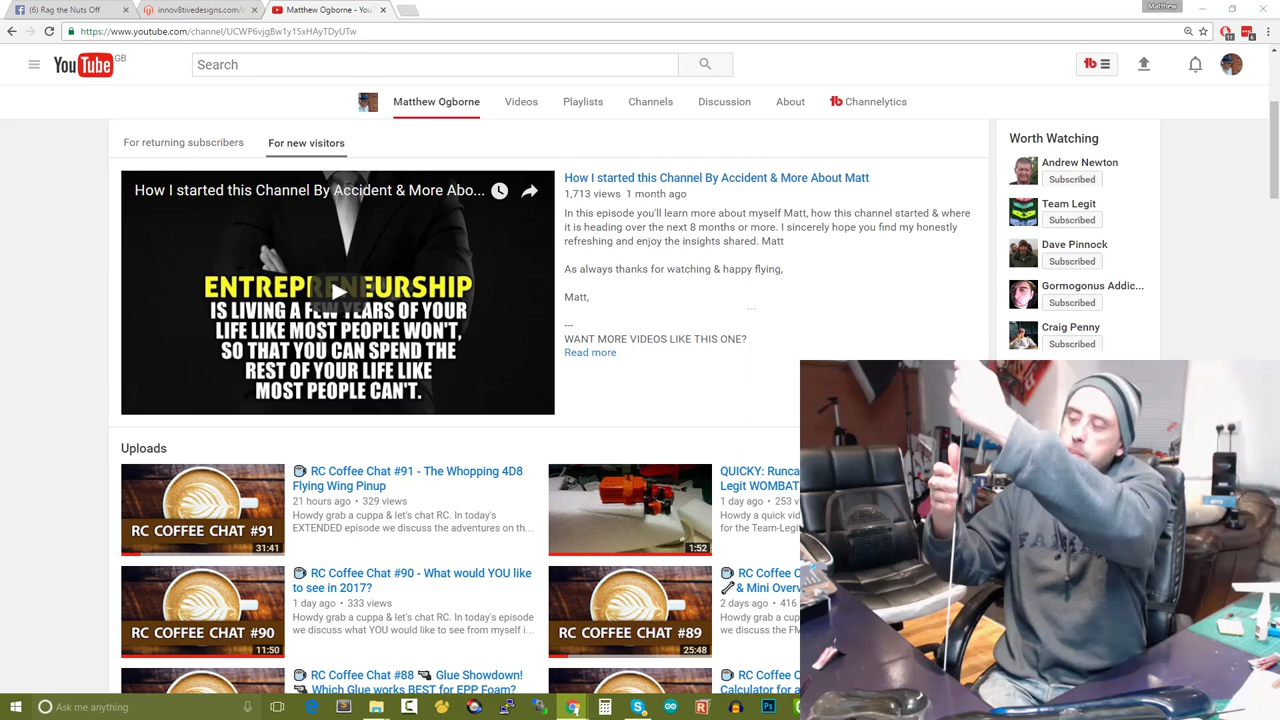 (6) Rag the Nuts Off
innov8tivedesigns.com/i
Matthew Ogborne - You
Matthew
https://www.youtube.com/channel/UCWP6vjgBw1y15xHAyTDyUTw
11
6
YouTube GB
Search
tb
Matthew Ogborne
Videos
Playlists
Channels
Discussion
About
tb Channelytics
For returning subscribers
For new visitors
Worth Watching
How I started this Channel By Accident & More Abo...
ENTREPRENEURSHIP
IS LIVING A FEW YEARS OF YOUR
LIFE LIKE MOST PEOPLE WON'T,
SO THAT YOU CAN SPEND THE
REST OF YOUR LIFE LIKE
MOST PEOPLE CAN'T.
How I started this Channel By Accident & More About Matt
1,713 views 1 month ago
In this episode you'll learn more about myself Matt, how this channel started & where
it is heading over the next 8 months or more. I sincerely hope you find my honestly
refreshing and enjoy the insights shared. Matt
As always thanks for watching & happy flying,
Matt,
...
---
WANT MORE VIDEOS LIKE THIS ONE?
Read more
Andrew Newton
Subscribed
Team Legit
Subscribed
Dave Pinnock
Subscribed
Gormogonus Addic...
Subscribed
Craig Penny
Subscribed
Uploads
RC COFFEE CHAT #91
31:41
RC Coffee Chat #91 - The Whopping 4D8
Flying Wing Pinup
21 hours ago • 329 views
Howdy grab a cuppa & let's chat RC. In today's
EXTENDED episode we discuss the adventures on th...
1:52
QUICKY: Runca
Legit WOMBAT
1 day ago • 253 v
Howdy a quick vid
for the Team-Legi
RC COFFEE CHAT #90
11:50
RC Coffee Chat #90 - What would YOU like
to see in 2017?
1 day ago • 333 views
Howdy grab a cuppa & let's chat RC. In today's episode
we discuss what YOU would like to see from myself i...
RC COFFEE CHAT #89
25:48
RC Coffee C
& Mini Overv
2 days ago • 416
Howdy grab a cup
we discuss the FM
RC Coffee Chat #88 Glue Showdown!
Which Glue works BEST for EPP Foam?
RC Coffee C
Calculator for a
Ask me anything